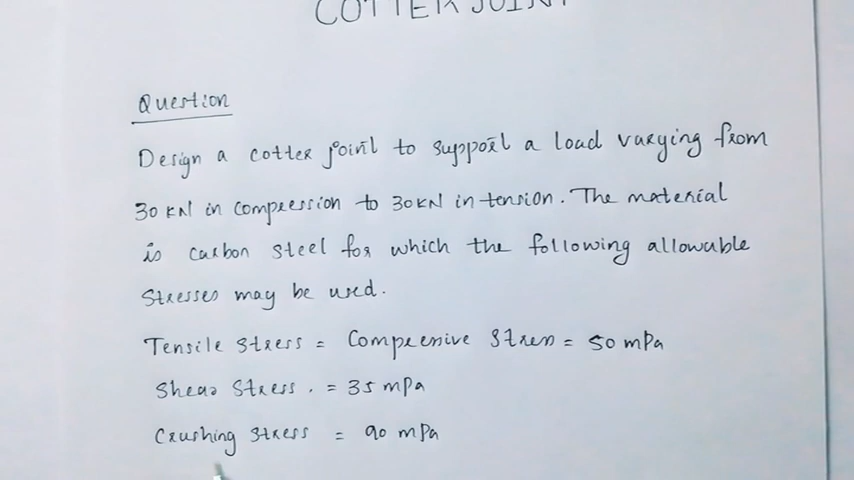 COTTER JOINT
Question
Design a cotter joint to support a load varying from
30 KN in compression to 30 KN in tension. The material
is carbon steel for which the following allowable
stresses may be used.
Tensile stress = Compressive stress = 50 mPa
Shear stress. = 35 mPa
Crushing stress = 90 mPa